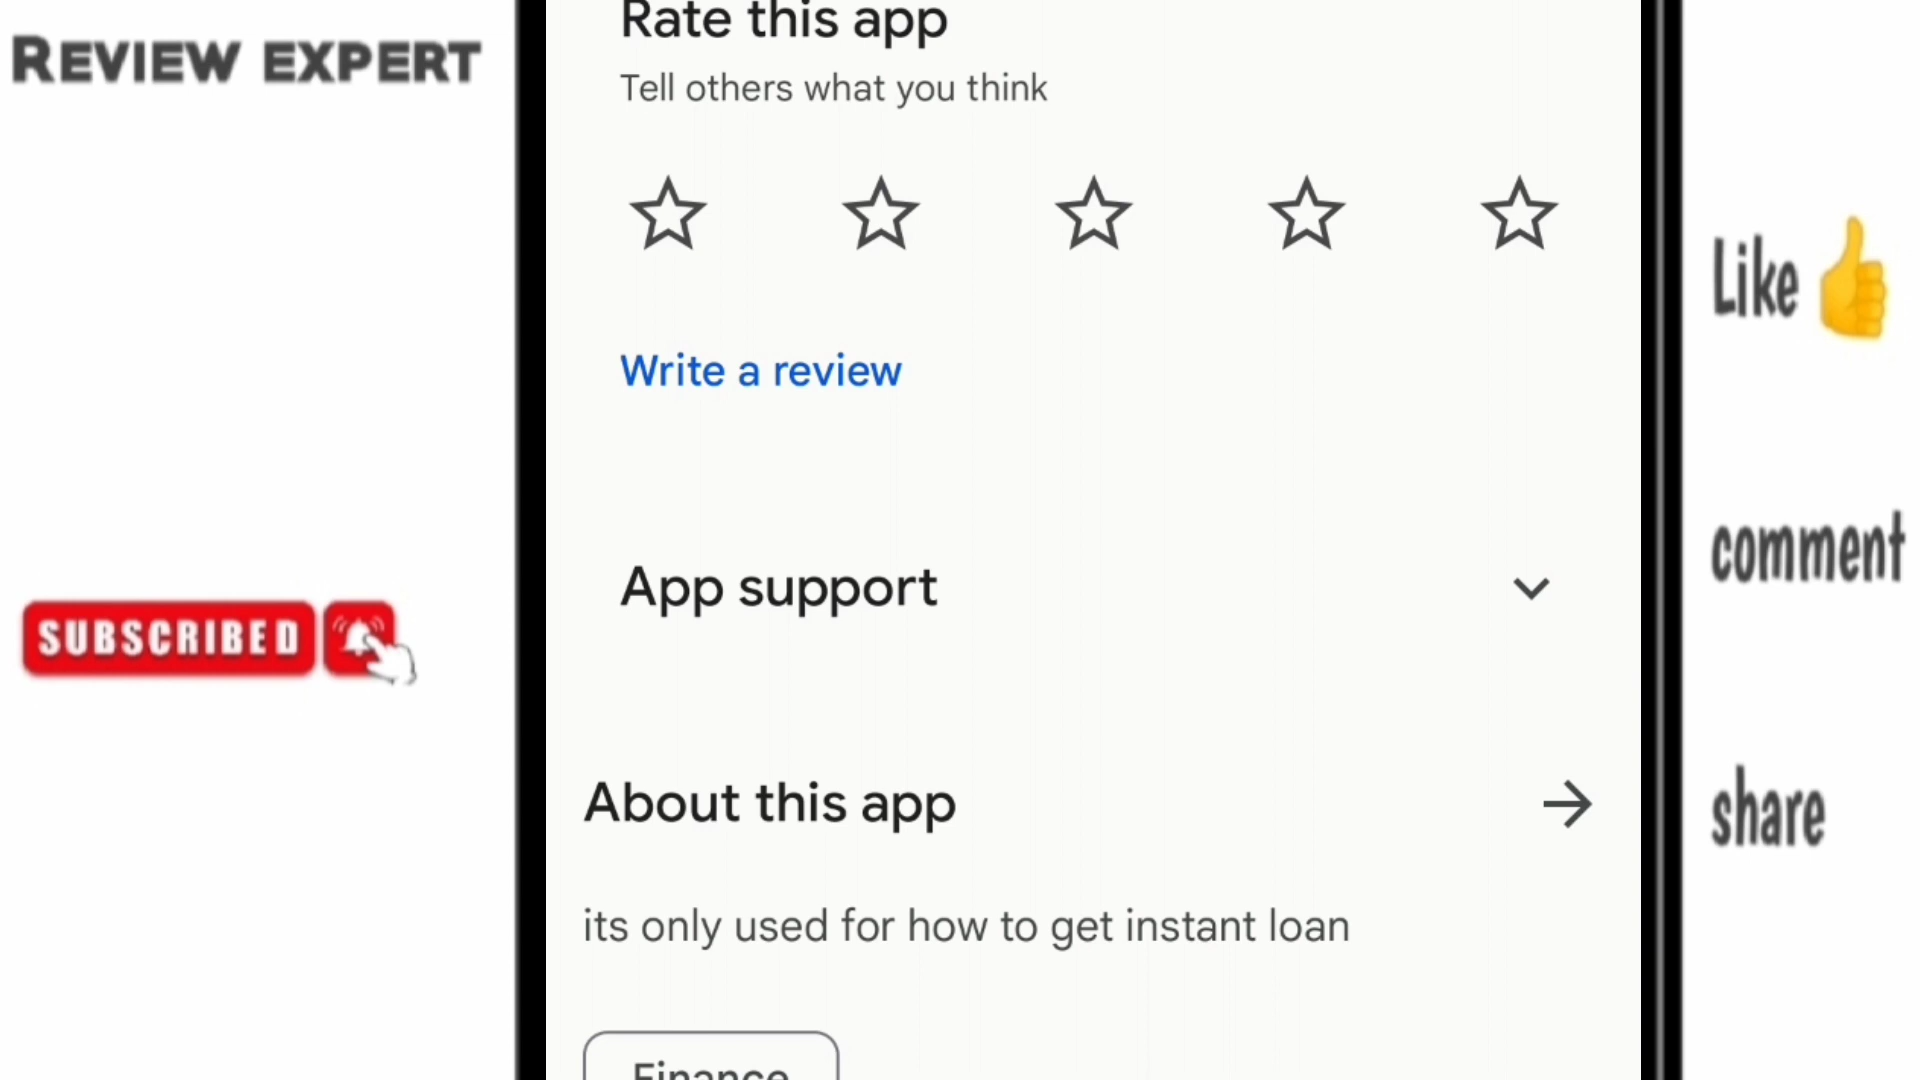 REVIEW EXPERT
SUBSCRIBED
Rate this app
Tell others what you think
Write a review
App support
About this app
its only used for how to get instant loan
Finance
Like
comment
share